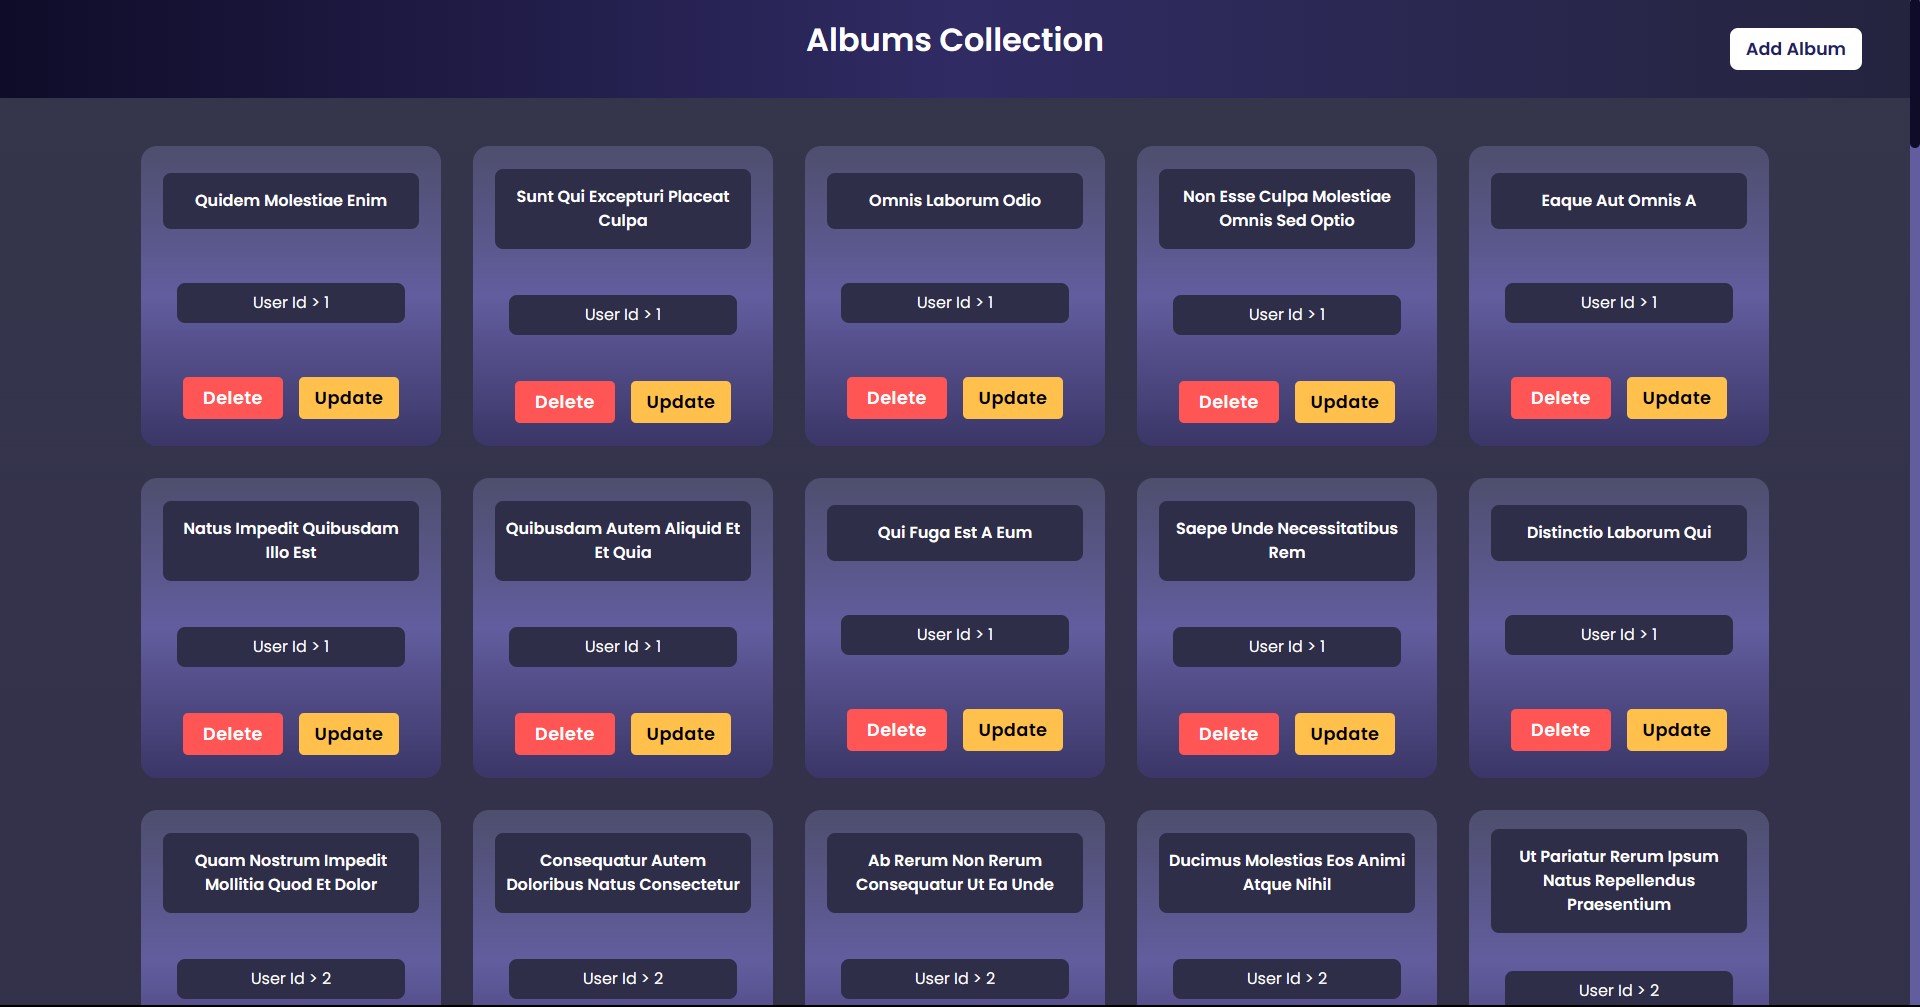 Albums Collection
Add Album
Quidem Molestiae Enim
User Id > 1
Delete Update
Sunt Qui Excepturi Placeat
Culpa
User Id > 1
Delete Update
Omnis Laborum Odio
User Id > 1
Delete Update
Non Esse Culpa Molestiae
Omnis Sed Optio
User Id > 1
Delete Update
Eaque Aut Omnis A
User Id > 1
Delete Update
Natus Impedit Quibusdam
Illo Est
User Id > 1
Delete Update
Quibusdam Autem Aliquid Et
Et Quia
User Id > 1
Delete Update
Qui Fuga Est A Eum
User Id > 1
Delete Update
Saepe Unde Necessitatibus
Rem
User Id > 1
Delete Update
Distinctio Laborum Qui
User Id > 1
Delete Update
Quam Nostrum Impedit
Mollitia Quod Et Dolor
User Id > 2
Consequatur Autem
Doloribus Natus Consectetur
User Id > 2
Ab Rerum Non Rerum
Consequatur Ut Ea Unde
User Id > 2
Ducimus Molestias Eos Animi
Atque Nihil
User Id > 2
Ut Pariatur Rerum Ipsum
Natus Repellendus
Praesentium
User Id > 2